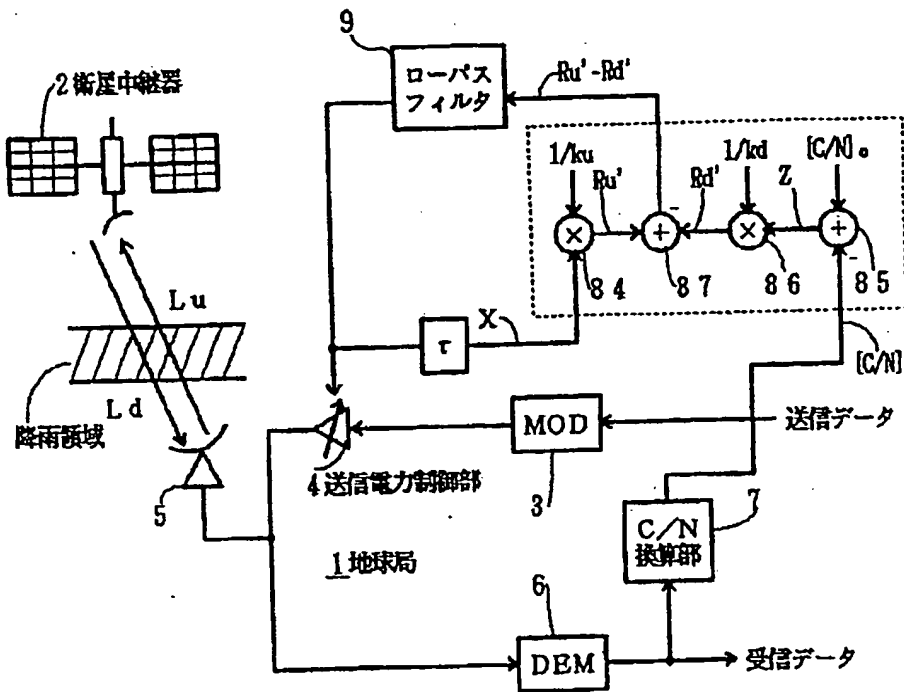 9
ローパス
フィルタ
Ru'-Rd'
2衛星中継器
1/ku
Ru'
Rd'
1/kd
Z
[C/N]。
×
+
×
+
-
-
84
87
86
85
Lu
X
τ
[C/N]
Ld
降雨領域
MOD
送信データ
4送信電力制御部
3
5
7
C/N
換算部
1地球局
6
DEM
受信データ